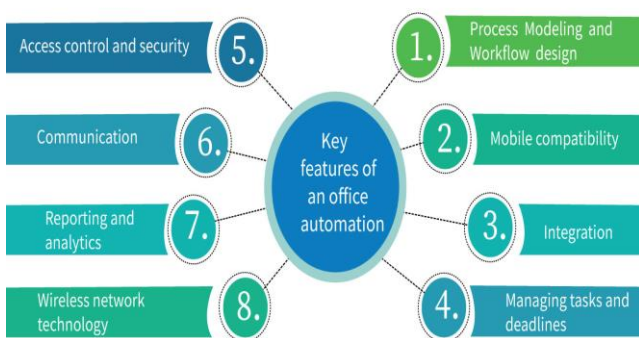 Key
features of
an office
automation
1.
Process Modeling and
Workflow design
2.
Mobile compatibility
3.
Integration
4.
Managing tasks and
deadlines
5.
Access control and security
6.
Communication
7.
Reporting and
analytics
8.
Wireless network
technology